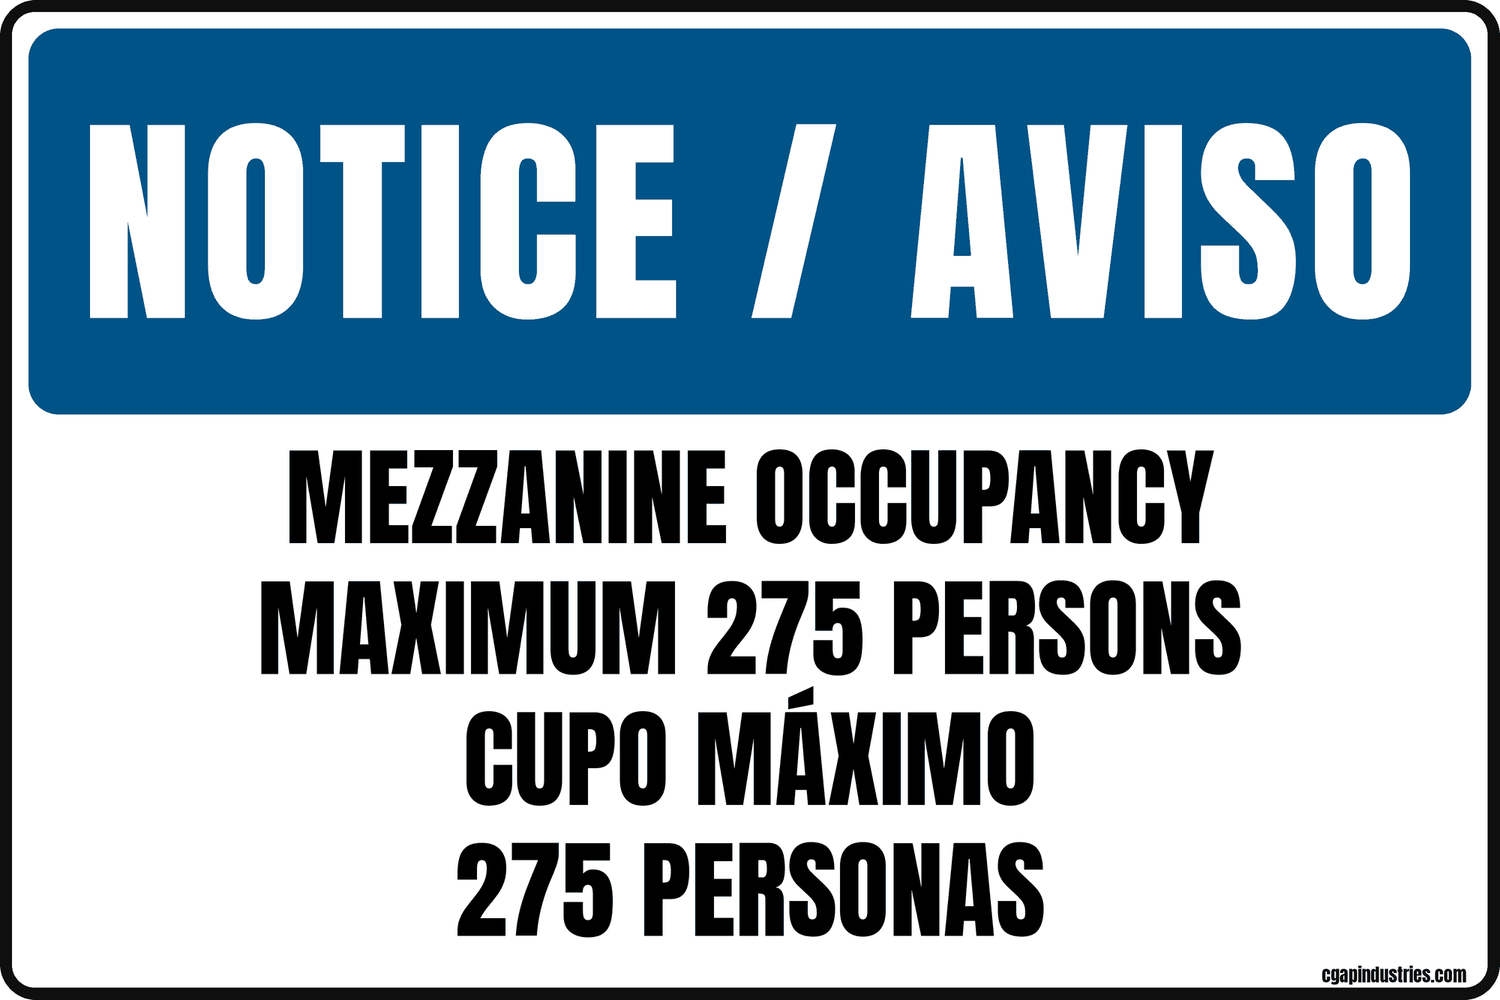 NOTICE / AVISO
MEZZANINE OCCUPANCY
MAXIMUM 275 PERSONS
CUPO MÁXIMO
275 PERSONAS
cgapindustries.com